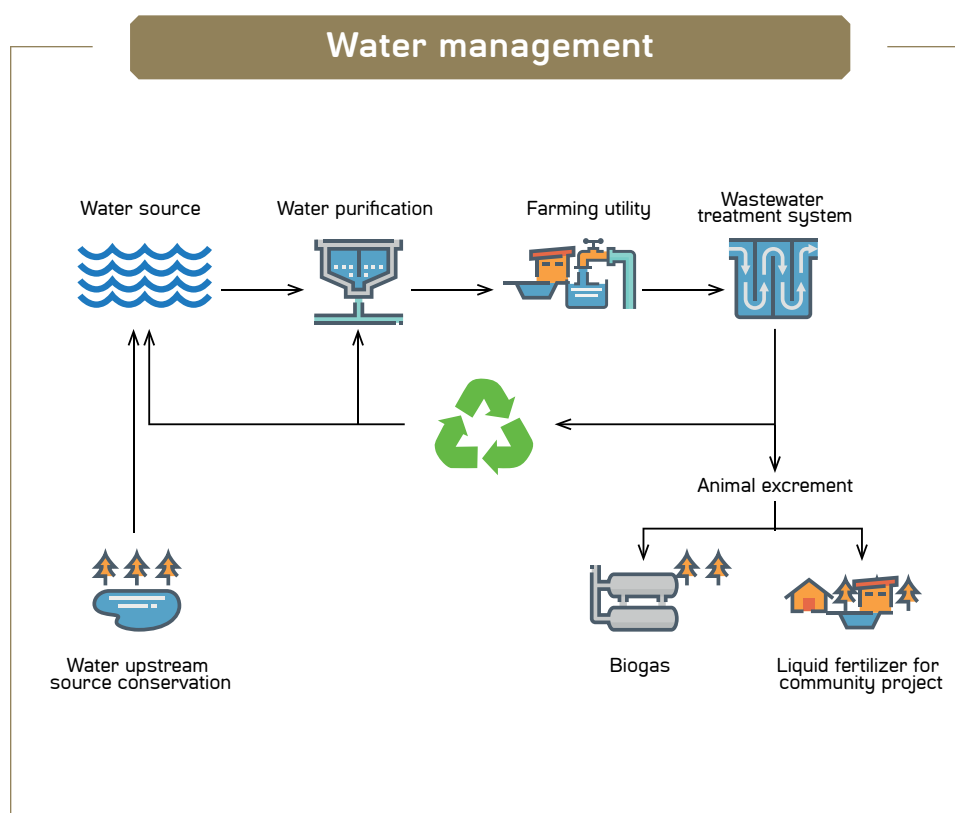 Water management
Water source
Water purification
Farming utility
Wastewater
treatment system
Animal excrement
Water upstream
source conservation
Biogas
Liquid fertilizer for
community project